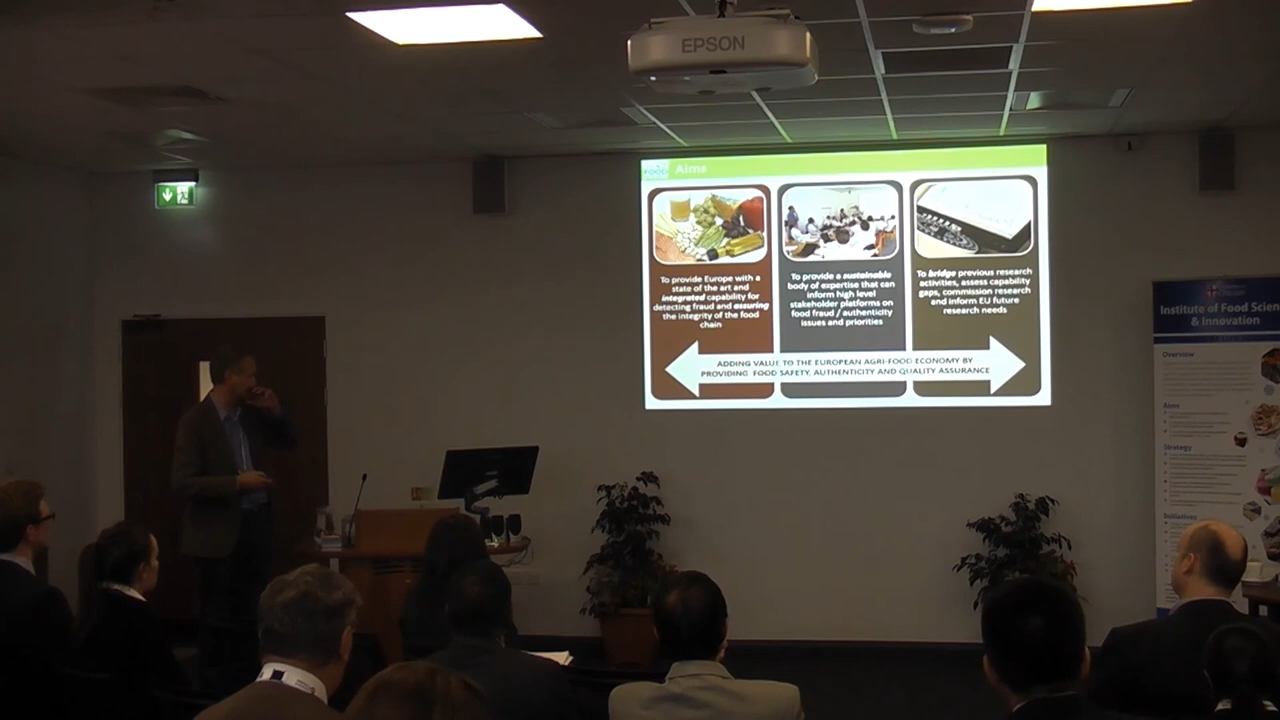 EPSON
FOOD
Aims
To provide Europe with a
state of the art and
integrated capability for
detecting fraud and assuring
the integrity of the food
chain
To provide a sustainable
body of expertise that can
inform high level
stakeholder platforms on
food fraud / authenticity
issues and priorities
To bridge previous research
activities, assess capability
gaps, commission research
and inform EU future
research needs
ADDING VALUE TO THE EUROPEAN AGRI-FOOD ECONOMY BY
PROVIDING FOOD SAFETY, AUTHENTICITY AND QUALITY ASSURANCE
Institute of Food Scien
& Innovation
Overview
Aims
Strategy
Initiatives